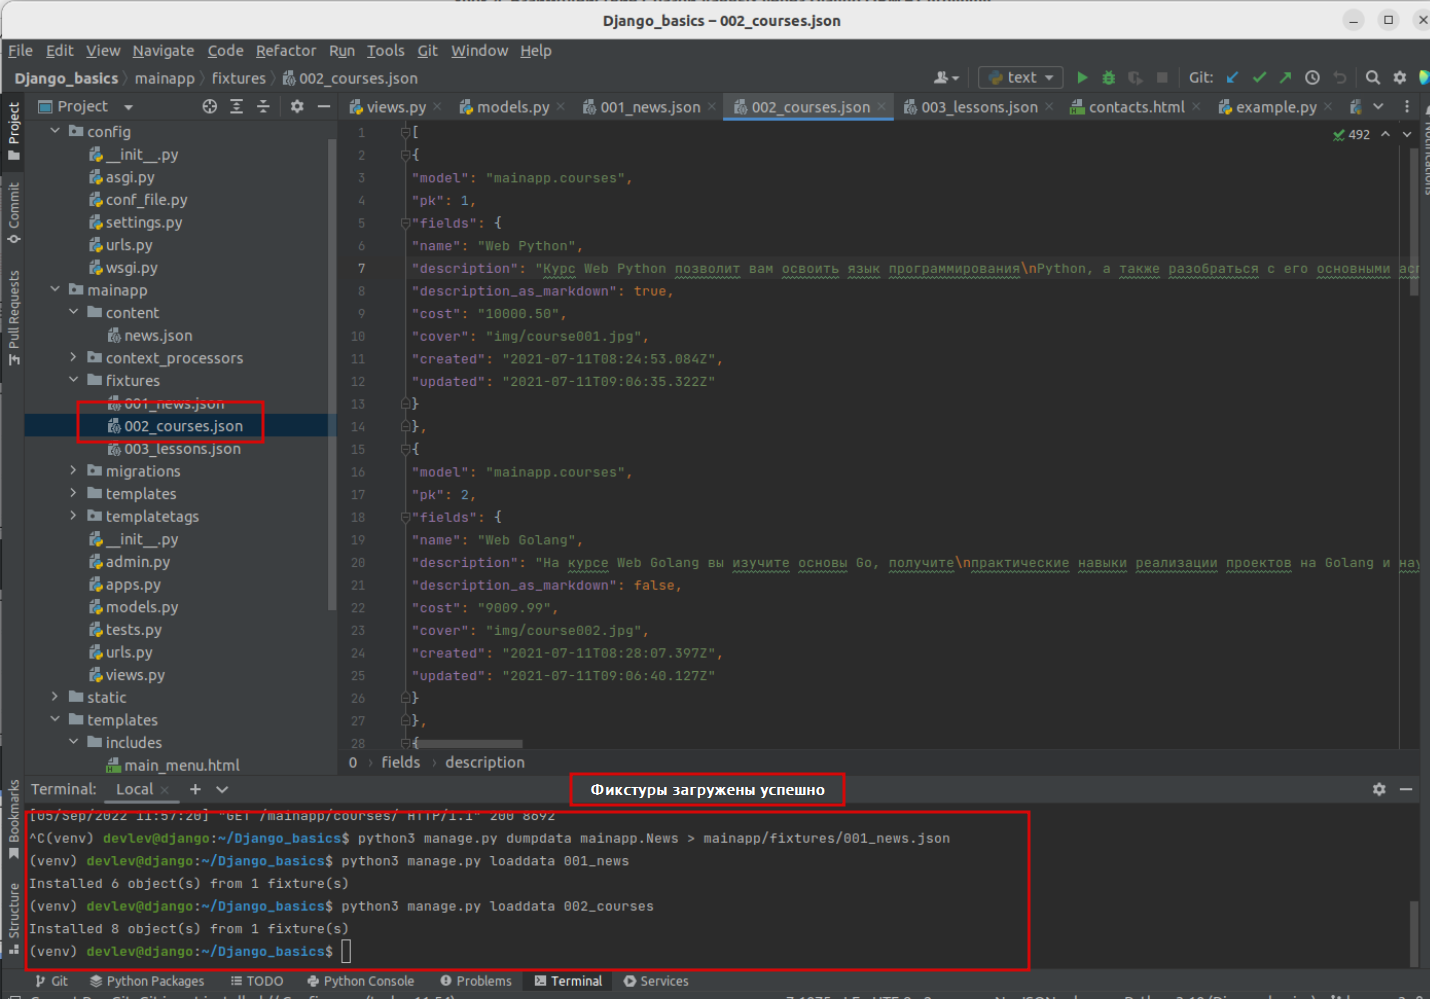 Django_basics – 002_courses.json
File Edit View Navigate Code Refactor Run Tools Git Window Help
Django_basics mainapp fixtures 002_courses.json
text
Git:
Project
views.py models.py 001_news.json 002_courses.json 003_lessons.json contacts.html example.py
Project
Commit
Pull Requests
Bookmarks
Structure
Notifications
config
__init__.py
asgi.py
conf_file.py
settings.py
urls.py
wsgi.py
mainapp
content
news.json
context_processors
fixtures
001_news.json
002_courses.json
003_lessons.json
migrations
templates
templatetags
__init__.py
admin.py
apps.py
models.py
tests.py
urls.py
views.py
static
templates
includes
main_menu.html
492
1 [
2 {
3 "model": "mainapp.courses",
4 "pk": 1,
5 "fields": {
6 "name": "Web Python",
7 "description": "Курс Web Python позволит вам освоить язык программирования\nPython, а также разобраться с его основными асп
8 "description_as_markdown": true,
9 "cost": "10000.50",
10 "cover": "img/course001.jpg",
11 "created": "2021-07-11T08:24:53.084Z",
12 "updated": "2021-07-11T09:06:35.322Z"
13 }
14 },
15 {
16 "model": "mainapp.courses",
17 "pk": 2,
18 "fields": {
19 "name": "Web Golang",
20 "description": "На курсе Web Golang вы изучите основы Go, получите\nпрактические навыки реализации проектов на Golang и нау
21 "description_as_markdown": false,
22 "cost": "9009.99",
23 "cover": "img/course002.jpg",
24 "created": "2021-07-11T08:28:07.397Z",
25 "updated": "2021-07-11T09:06:40.127Z"
26 }
27 },
28 {
0 fields description
Terminal: Local
Фикстуры загружены успешно
[05/Sep/2022 11:57:20] "GET /mainapp/courses/ HTTP/1.1" 200 8692
^C(venv) devlev@django:~/Django_basics$ python3 manage.py dumpdata mainapp.News > mainapp/fixtures/001_news.json
(venv) devlev@django:~/Django_basics$ python3 manage.py loaddata 001_news
Installed 6 object(s) from 1 fixture(s)
(venv) devlev@django:~/Django_basics$ python3 manage.py loaddata 002_courses
Installed 8 object(s) from 1 fixture(s)
(venv) devlev@django:~/Django_basics$
Git Python Packages TODO Python Console Problems Terminal Services